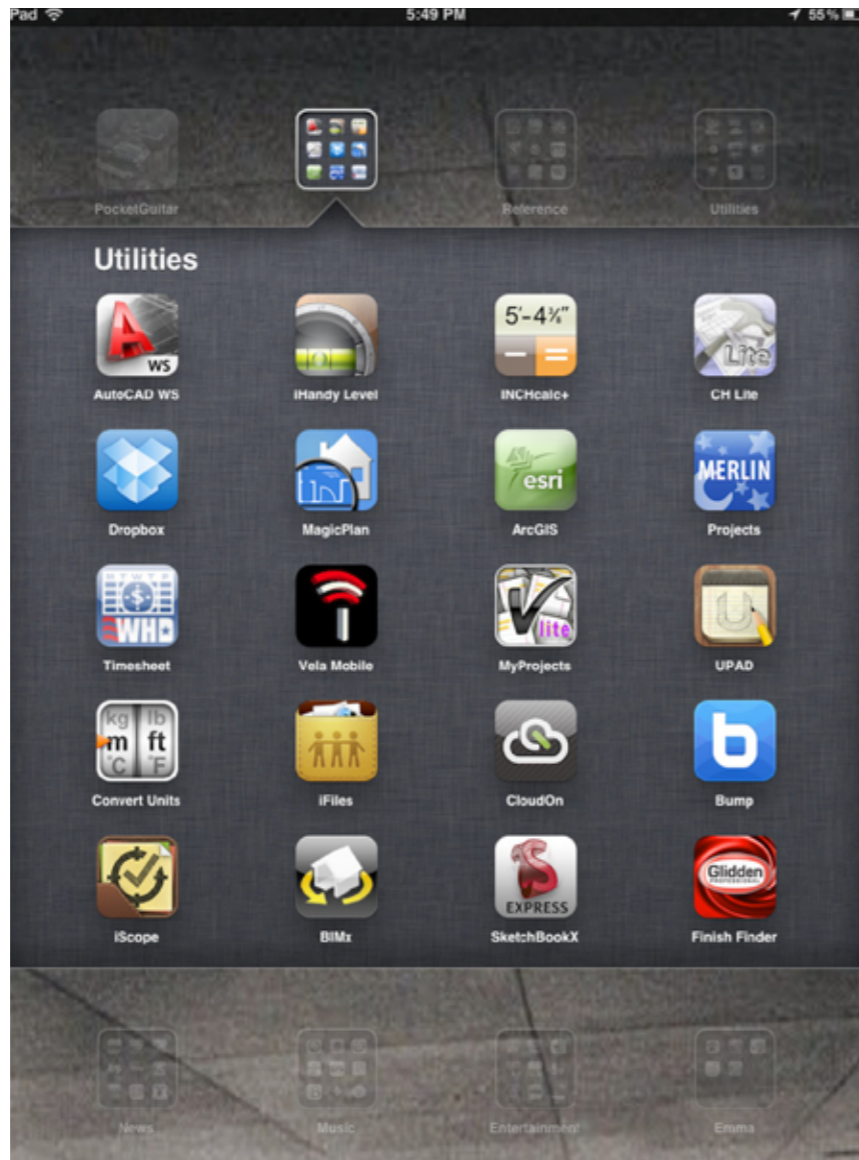 Pad 5:49 PM 55%
PocketGuitar Reference Utilities
Utilities
5'-4⅜"
WS Lite
AutoCAD WS iHandy Level INCHcalc+ CH Lite
esri MERLIN
Dropbox MagicPlan ArcGIS Projects
lite U
WHD
Timesheet Vela Mobile MyProjects UPAD
kg lb
m ft
°C °F b
Convert Units iFiles CloudOn Bump
Glidden
EXPRESS
iScope BIMx SketchBookX Finish Finder
News Music Entertainment Emma